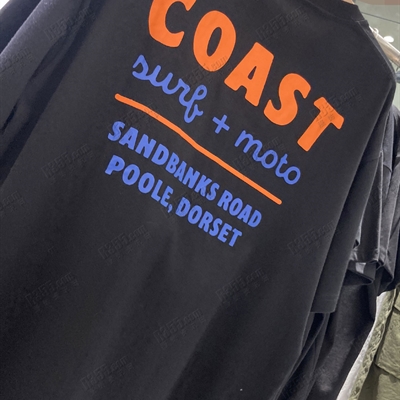 COAST
surf + moto
SANDBANKS ROAD
POOLE, DORSET